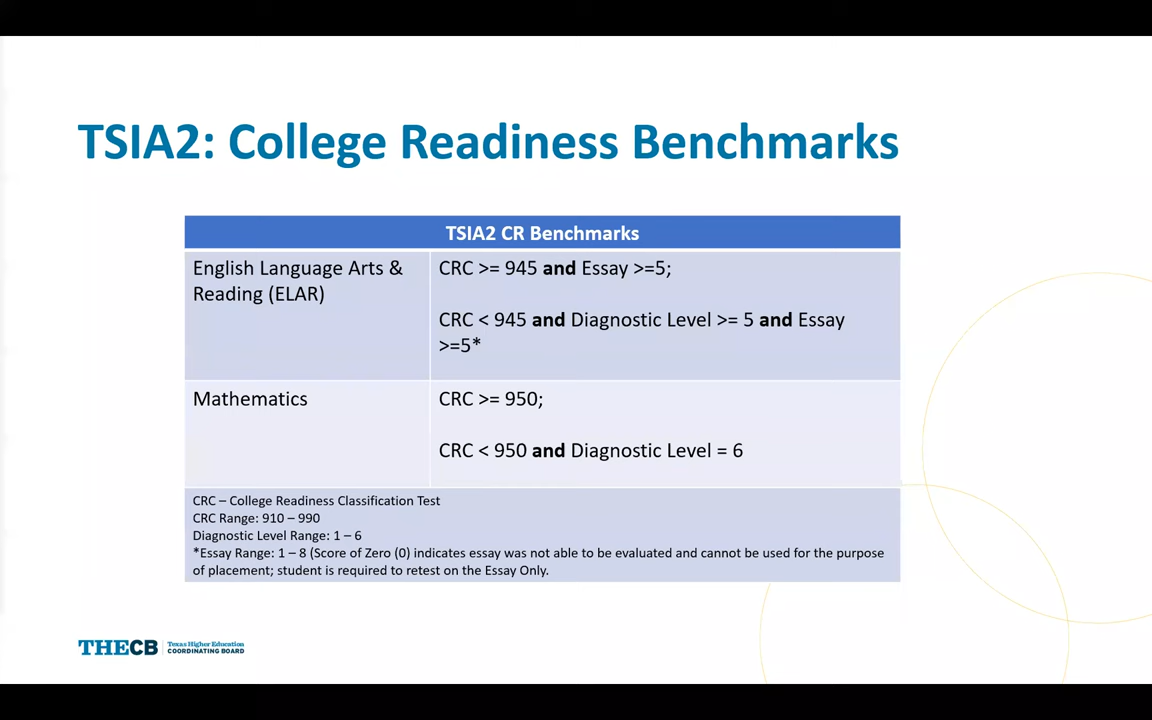 TSIA2: College Readiness Benchmarks
TSIA2 CR Benchmarks
English Language Arts &
Reading (ELAR)
CRC >= 945 and Essay >=5;
CRC < 945 and Diagnostic Level >= 5 and Essay
>=5*
Mathematics
CRC >= 950;
CRC < 950 and Diagnostic Level = 6
CRC – College Readiness Classification Test
CRC Range: 910 – 990
Diagnostic Level Range: 1 – 6
*Essay Range: 1 – 8 (Score of Zero (0) indicates essay was not able to be evaluated and cannot be used for the purpose
of placement; student is required to retest on the Essay Only.
THECB
Texas Higher Education
COORDINATING BOARD